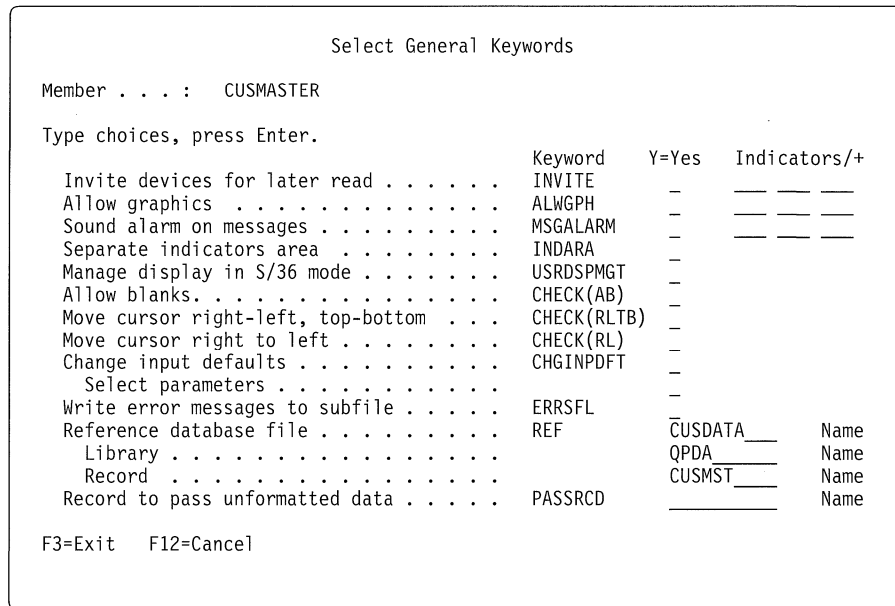 Select General Keywords
Member . . . : CUSMASTER
Type choices, press Enter.
Keyword Y=Yes Indicators/+
Invite devices for later read . . . . . . INVITE _ ___ ___ ___
Allow graphics . . . . . . . . . . . . . ALWGPH _ ___ ___ ___
Sound alarm on messages . . . . . . . . . MSGALARM _ ___ ___ ___
Separate indicators area . . . . . . . . INDARA _
Manage display in S/36 mode . . . . . . . USRDSPMGT _
Allow blanks. . . . . . . . . . . . . . . CHECK(AB) _
Move cursor right-left, top-bottom . . . CHECK(RLTB) _
Move cursor right to left . . . . . . . . CHECK(RL) _
Change input defaults . . . . . . . . . . CHGINPDFT _
Select parameters . . . . . . . . . . . _
Write error messages to subfile . . . . . ERRSFL _
Reference database file . . . . . . . . . REF CUSDATA___ Name
Library . . . . . . . . . . . . . . . . QPDA______ Name
Record . . . . . . . . . . . . . . . . CUSMST____ Name
Record to pass unformatted data . . . . . PASSRCD __________ Name
F3=Exit F12=Cancel